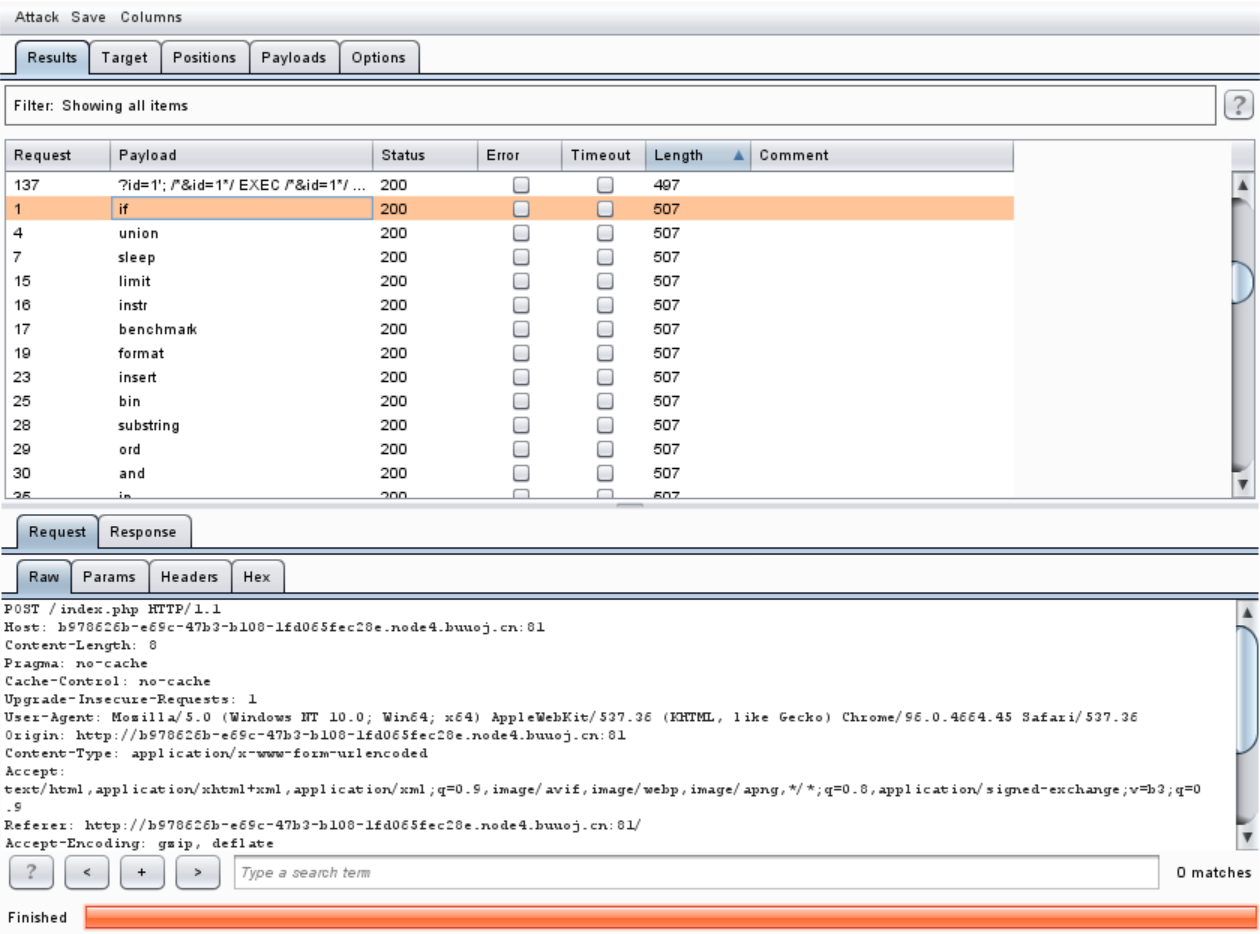 Attack Save Columns
Results Target Positions Payloads Options
Filter: Showing all items ?
Request Payload Status Error Timeout Length Comment
137 ?id=1'; /*&id=1*/ EXEC /*&id=1*/ ... 200 497
1 if 200 507
4 union 200 507
7 sleep 200 507
15 limit 200 507
16 instr 200 507
17 benchmark 200 507
19 format 200 507
23 insert 200 507
25 bin 200 507
28 substring 200 507
29 ord 200 507
30 and 200 507
35 in 200 507
Request Response
Raw Params Headers Hex
POST /index.php HTTP/1.1
Host: b978626b-e69c-47b3-b108-1fd065fec28e.node4.buuoj.cn:81
Content-Length: 8
Pragma: no-cache
Cache-Control: no-cache
Upgrade-Insecure-Requests: 1
User-Agent: Mozilla/5.0 (Windows NT 10.0; Win64; x64) AppleWebKit/537.36 (KHTML, like Gecko) Chrome/96.0.4664.45 Safari/537.36
Origin: http://b978626b-e69c-47b3-b108-1fd065fec28e.node4.buuoj.cn:81
Content-Type: application/x-www-form-urlencoded
Accept:
text/html,application/xhtml+xml,application/xml;q=0.9,image/avif,image/webp,image/apng,*/*;q=0.8,application/signed-exchange;v=b3;q=0
.9
Referer: http://b978626b-e69c-47b3-b108-1fd065fec28e.node4.buuoj.cn:81/
Accept-Encoding: gzip, deflate
? < + > Type a search term 0 matches
Finished